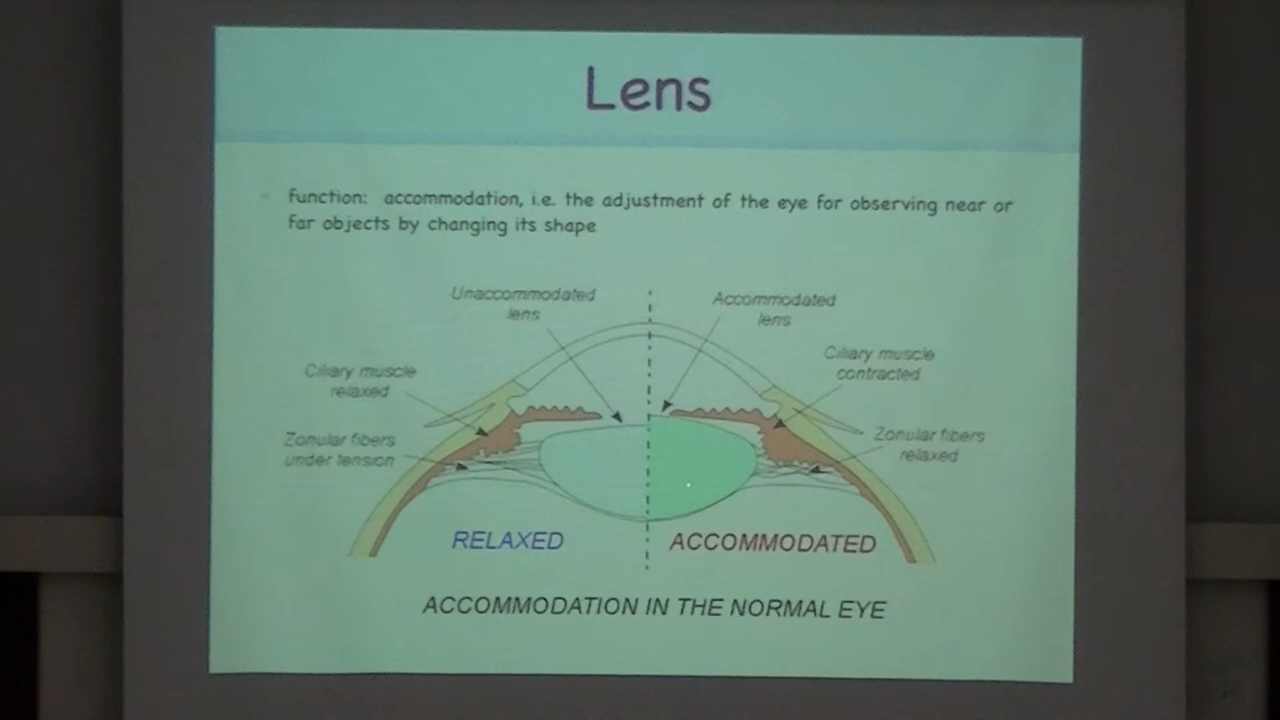 Lens
function: accommodation, i.e. the adjustment of the eye for observing near or
far objects by changing its shape
Unaccommodated
lens
Accommodated
lens
Ciliary muscle
relaxed
Ciliary muscle
contracted
Zonular fibers
under tension
Zonular fibers
relaxed
RELAXED
ACCOMMODATED
ACCOMMODATION IN THE NORMAL EYE